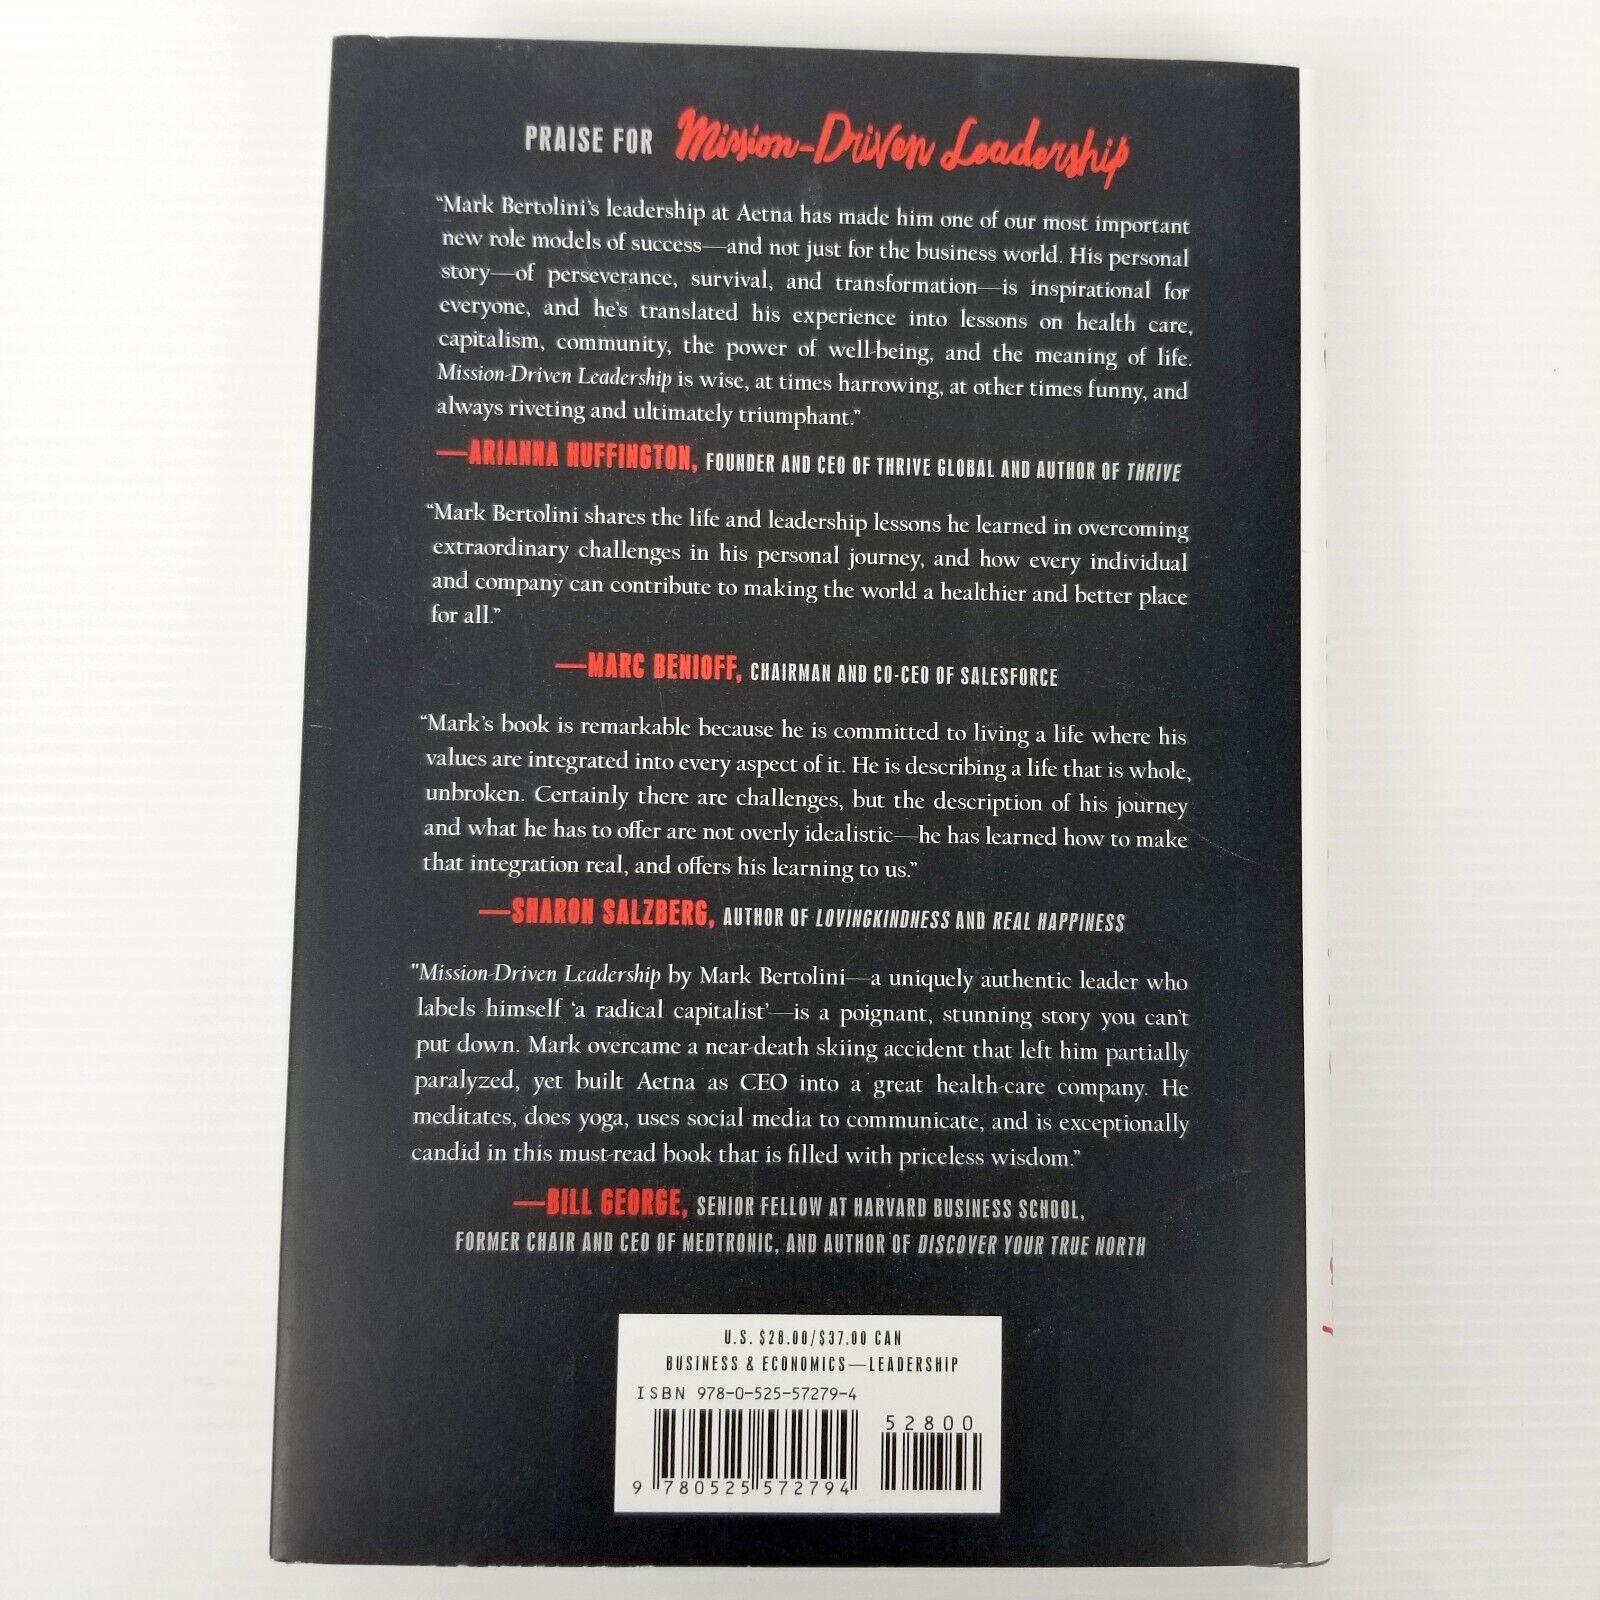 PRAISE FOR Mission-Driven Leadership
“Mark Bertolini’s leadership at Aetna has made him one of our most important
new role models of success—and not just for the business world. His personal
story—of perseverance, survival, and transformation—is inspirational for
everyone, and he’s translated his experience into lessons on health care,
capitalism, community, the power of well-being, and the meaning of life.
Mission-Driven Leadership is wise, at times harrowing, at other times funny, and
always riveting and ultimately triumphant.”
—ARIANNA HUFFINGTON, FOUNDER AND CEO OF THRIVE GLOBAL AND AUTHOR OF THRIVE
“Mark Bertolini shares the life and leadership lessons he learned in overcoming
extraordinary challenges in his personal journey, and how every individual
and company can contribute to making the world a healthier and better place
for all.”
—MARC BENIOFF, CHAIRMAN AND CO-CEO OF SALESFORCE
“Mark’s book is remarkable because he is committed to living a life where his
values are integrated into every aspect of it. He is describing a life that is whole,
unbroken. Certainly there are challenges, but the description of his journey
and what he has to offer are not overly idealistic—he has learned how to make
that integration real, and offers his learning to us.”
—SHARON SALZBERG, AUTHOR OF LOVINGKINDNESS AND REAL HAPPINESS
"Mission-Driven Leadership by Mark Bertolini—a uniquely authentic leader who
labels himself ‘a radical capitalist’—is a poignant, stunning story you can’t
put down. Mark overcame a near-death skiing accident that left him partially
paralyzed, yet built Aetna as CEO into a great health-care company. He
meditates, does yoga, uses social media to communicate, and is exceptionally
candid in this must-read book that is filled with priceless wisdom.”
—BILL GEORGE, SENIOR FELLOW AT HARVARD BUSINESS SCHOOL,
FORMER CHAIR AND CEO OF MEDTRONIC, AND AUTHOR OF DISCOVER YOUR TRUE NORTH
U.S. $28.00/$37.00 CAN
BUSINESS & ECONOMICS—LEADERSHIP
ISBN 978-0-525-57279-4
52800
9 780525 572794